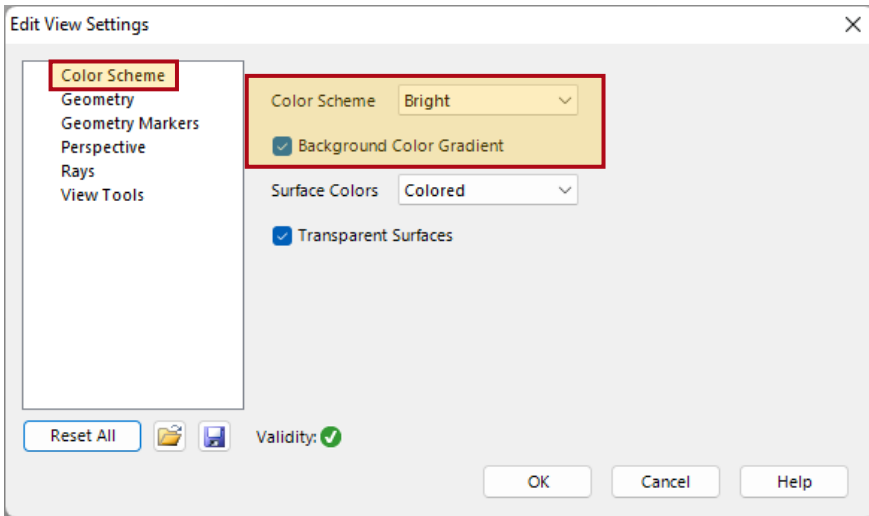 Edit View Settings
Color Scheme
Geometry
Geometry Markers
Perspective
Rays
View Tools
Color Scheme Bright
Background Color Gradient
Surface Colors Colored
Transparent Surfaces
Reset All Validity:
OK Cancel Help